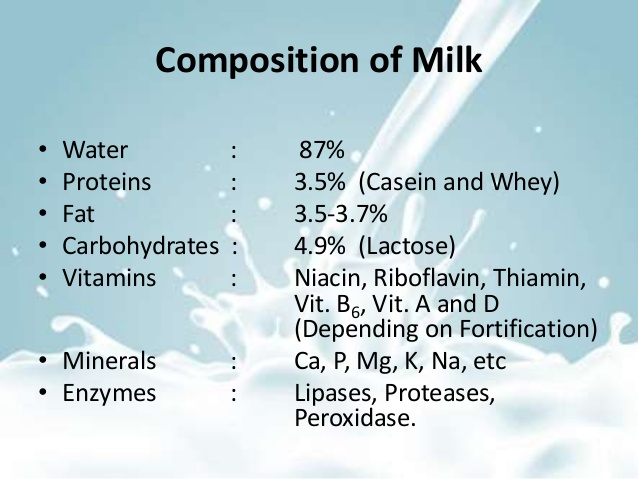 Composition of Milk
• Water : 87%
• Proteins : 3.5% (Casein and Whey)
• Fat : 3.5-3.7%
• Carbohydrates : 4.9% (Lactose)
• Vitamins : Niacin, Riboflavin, Thiamin,
Vit. B6, Vit. A and D
(Depending on Fortification)
• Minerals : Ca, P, Mg, K, Na, etc
• Enzymes : Lipases, Proteases,
Peroxidase.